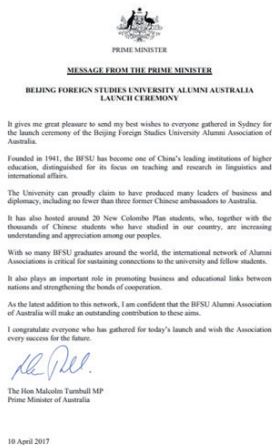 PRIME MINISTER
MESSAGE FROM THE PRIME MINISTER
BEIJING FOREIGN STUDIES UNIVERSITY ALUMNI AUSTRALIA
LAUNCH CEREMONY
It gives me great pleasure to send my best wishes to everyone gathered in Sydney for
the launch ceremony of the Beijing Foreign Studies University Alumni Association of
Australia.
Founded in 1941, the BFSU has become one of China's leading institutions of higher
education, distinguished for its focus on teaching and research in linguistics and
international affairs.
The University can proudly claim to have produced many leaders of business and
diplomacy, including no fewer than three former Chinese ambassadors to Australia.
It has also hosted around 20 New Colombo Plan students, who, together with the
thousands of Chinese students who have studied in our country, are increasing
understanding and appreciation among our peoples.
With so many BFSU graduates around the world, the international network of Alumni
Associations is critical for sustaining connections to the university and fellow students.
It also plays an important role in promoting business and educational links between
nations and strengthening the bonds of cooperation.
As the latest addition to this network, I am confident that the BFSU Alumni Association
of Australia will make an outstanding contribution to these aims.
I congratulate everyone who has gathered for today's launch and wish the Association
every success for the future.
The Hon Malcolm Turnbull MP
Prime Minister of Australia
10 April 2017